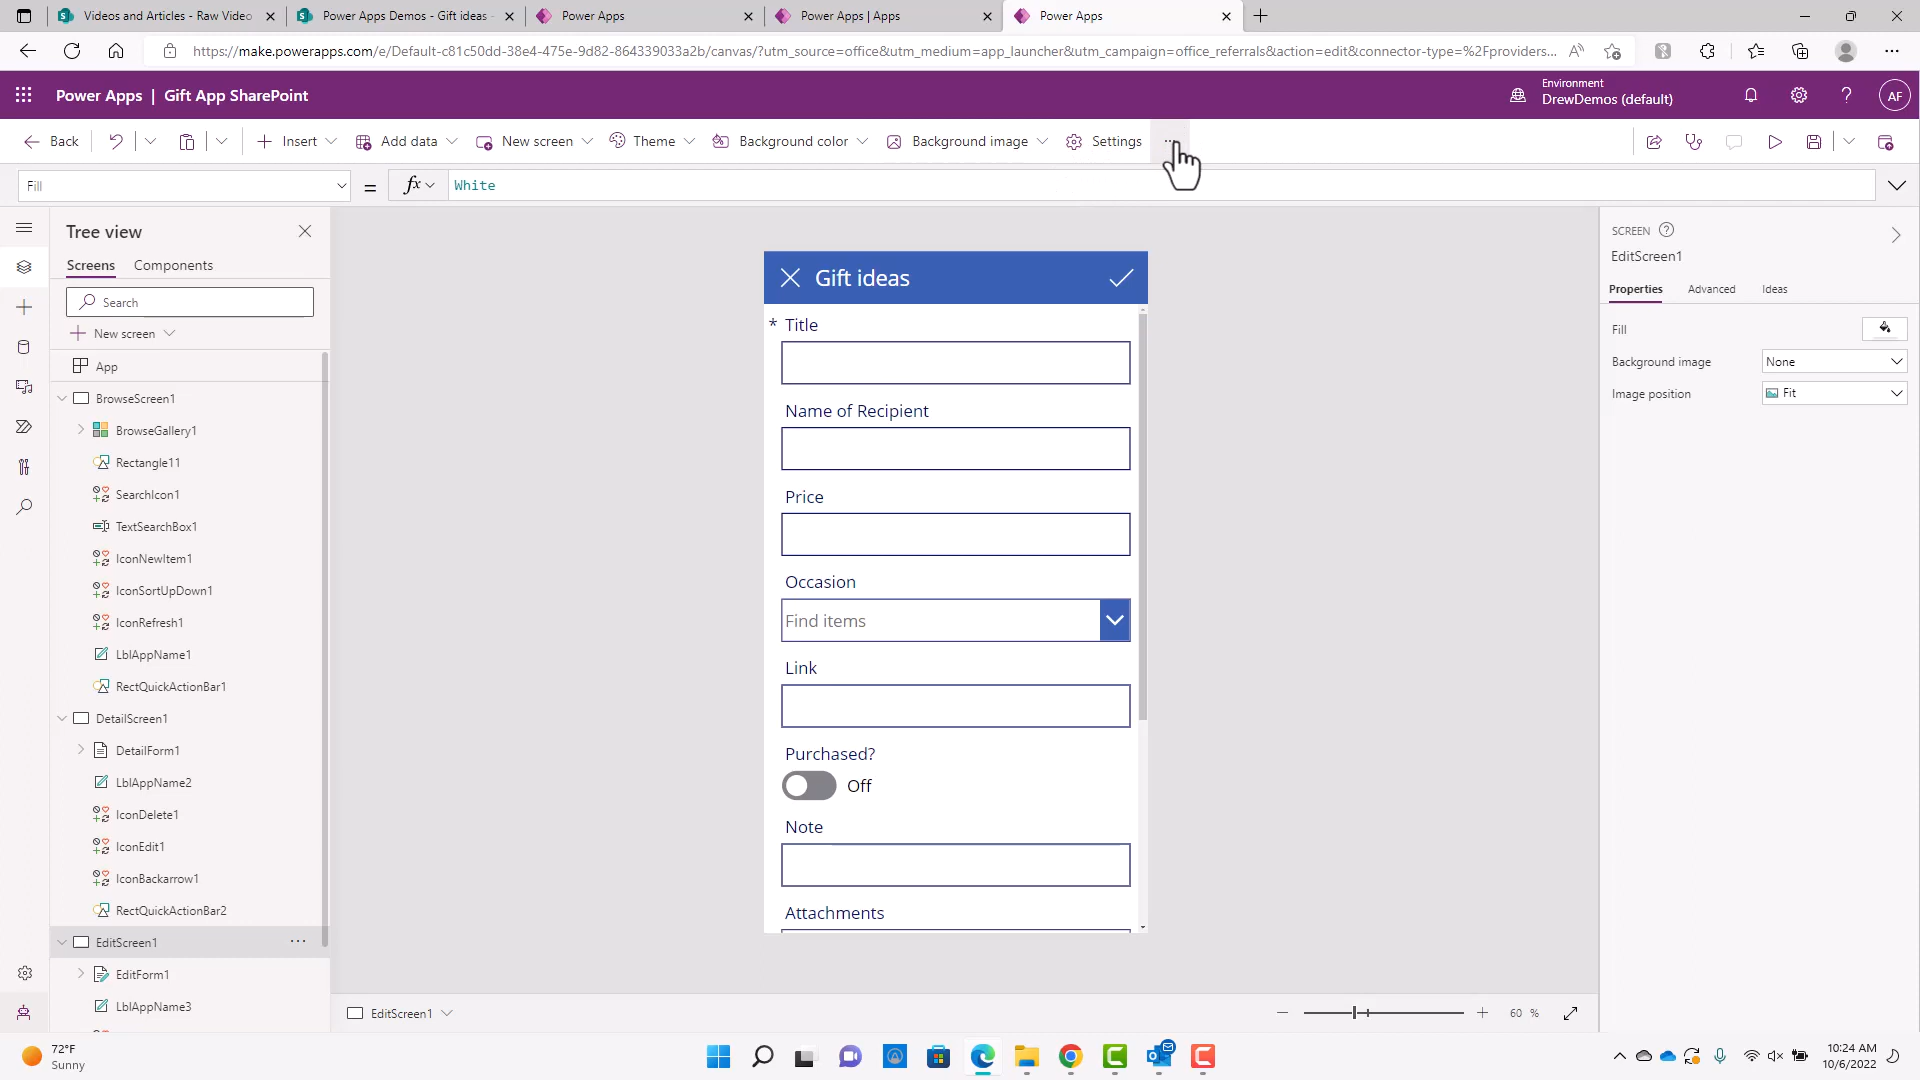 Videos and Articles - Raw Video
Power Apps Demos - Gift ideas -
Power Apps
Power Apps | Apps
Power Apps
https://make.powerapps.com/e/Default-c81c50dd-38e4-475e-9d82-864339033a2b/canvas/?utm_source=office&utm_medium=app_launcher&utm_campaign=office_referrals&action=edit&connector-type=%2Fproviders...
Power Apps | Gift App SharePoint
Environment
DrewDemos (default)
AF
Back
Insert
Add data
New screen
Theme
Background color
Background image
Settings
Fill
=
fx
White
Tree view
Screens
Components
Search
New screen
App
BrowseScreen1
BrowseGallery1
Rectangle11
SearchIcon1
TextSearchBox1
IconNewItem1
IconSortUpDown1
IconRefresh1
LblAppName1
RectQuickActionBar1
DetailScreen1
DetailForm1
LblAppName2
IconDelete1
IconEdit1
IconBackarrow1
RectQuickActionBar2
EditScreen1
EditForm1
LblAppName3
Gift ideas
* Title
Name of Recipient
Price
Occasion
Find items
Link
Purchased?
Off
Note
Attachments
SCREEN
EditScreen1
Properties
Advanced
Ideas
Fill
Background image
None
Image position
Fit
EditScreen1
60 %
72°F
Sunny
10:24 AM
10/6/2022